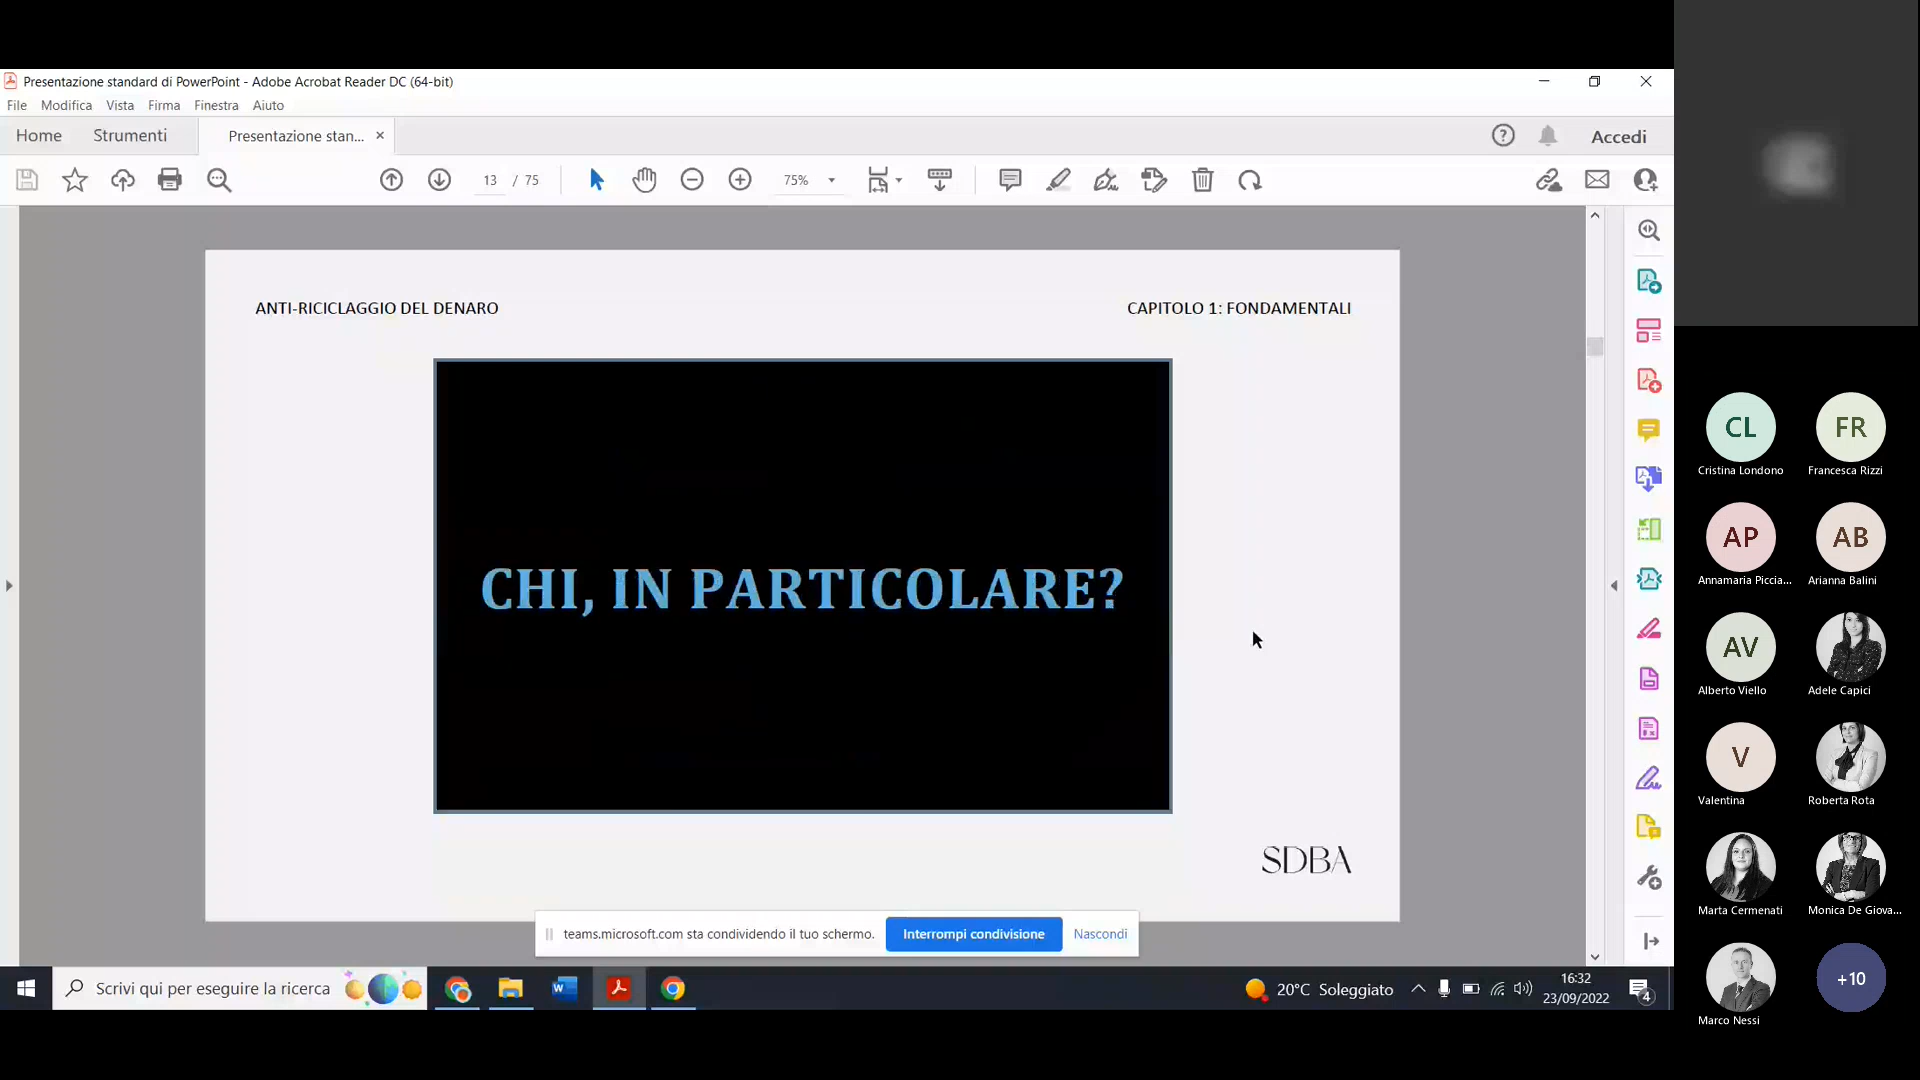 Presentazione standard di PowerPoint - Adobe Acrobat Reader DC (64-bit)
File Modifica Vista Firma Finestra Aiuto
Home Strumenti Presentazione stan... × Accedi
13 / 75 75%
ANTI-RICICLAGGIO DEL DENARO CAPITOLO 1: FONDAMENTALI
CHI, IN PARTICOLARE?
SDBA
teams.microsoft.com sta condividendo il tuo schermo. Interrompi condivisione Nascondi
Scrivi qui per eseguire la ricerca
20°C Soleggiato
16:32
23/09/2022
4
CL FR
Cristina Londono Francesca Rizzi
AP AB
Annamaria Piccia... Arianna Balini
AV
Alberto Viello Adele Capici
V
Valentina Roberta Rota
Marta Cermenati Monica De Giova...
+10
Marco Nessi